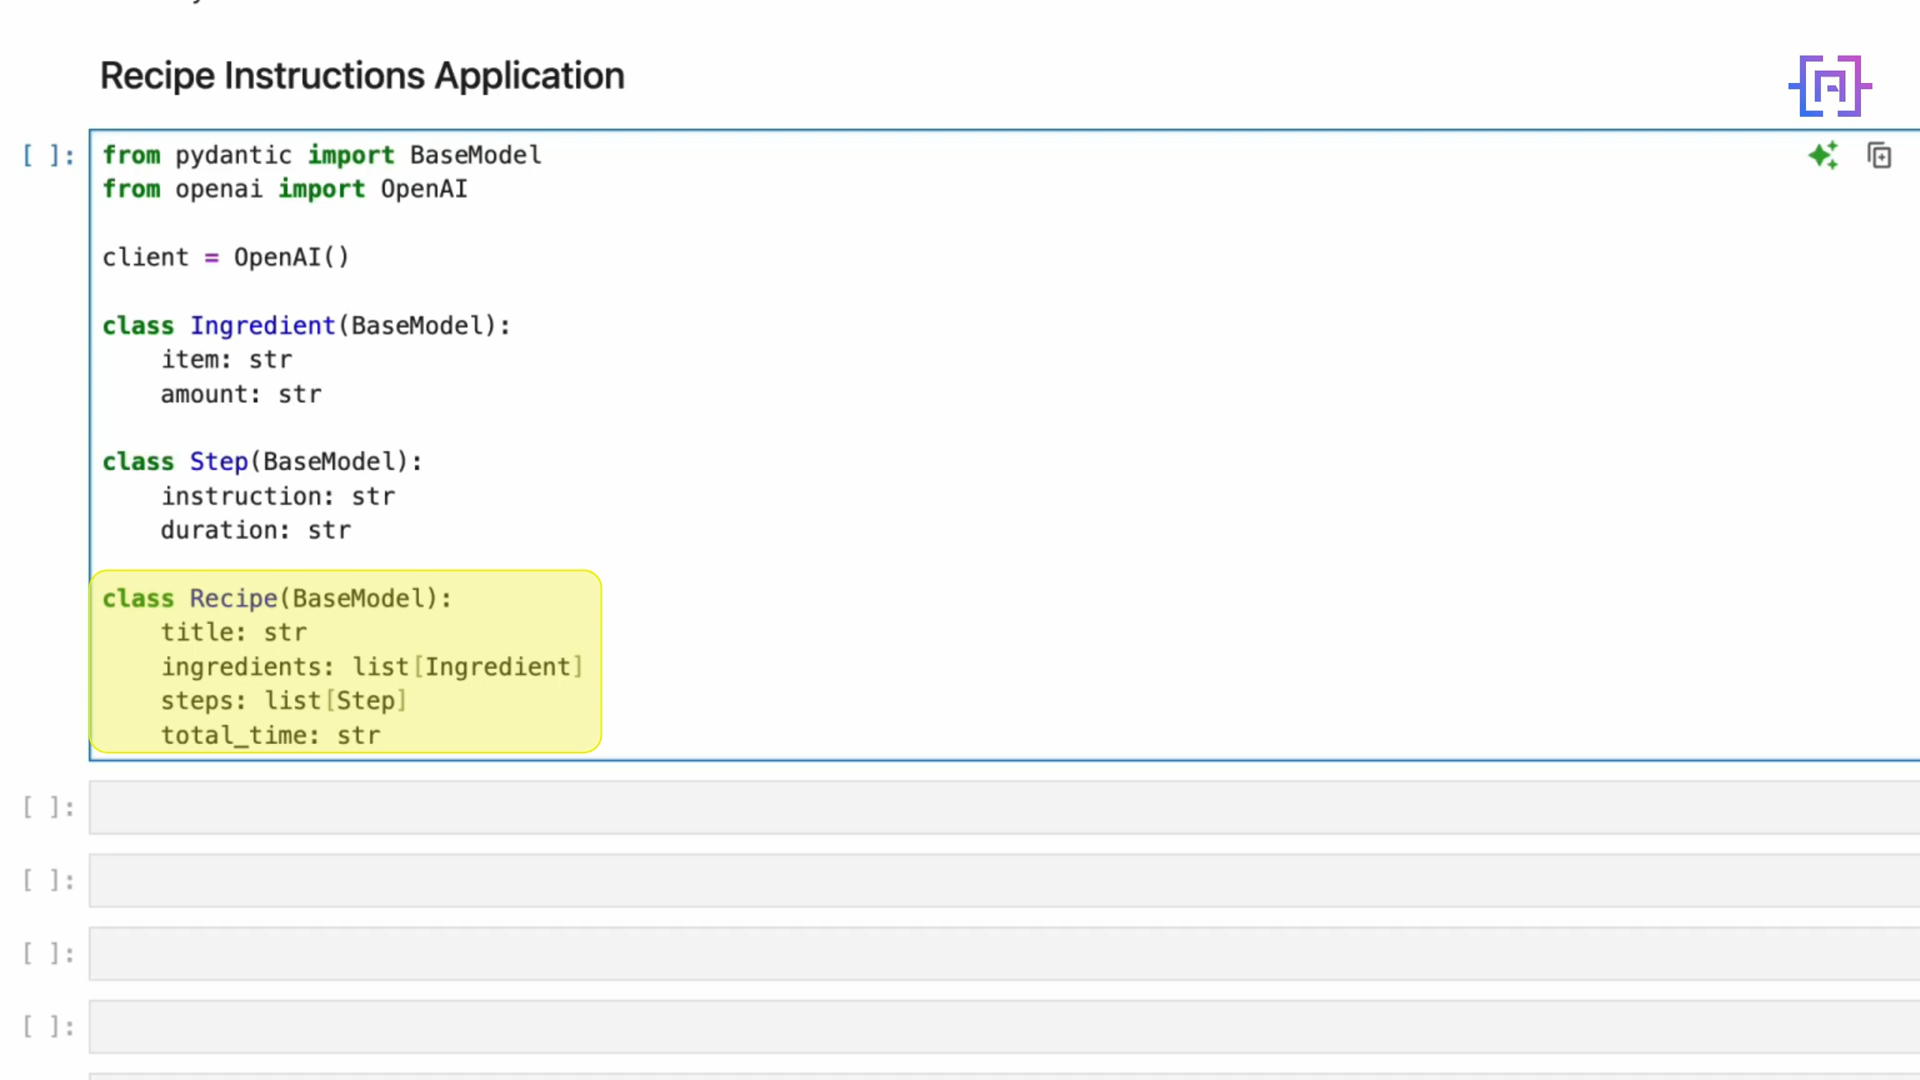 Recipe Instructions Application
[ ]:
from pydantic import BaseModel
from openai import OpenAI
client = OpenAI()
class Ingredient(BaseModel):
    item: str
    amount: str
class Step(BaseModel):
    instruction: str
    duration: str
class Recipe(BaseModel):
    title: str
    ingredients: list[Ingredient]
    steps: list[Step]
    total_time: str
[ ]:
[ ]:
[ ]:
[ ]: